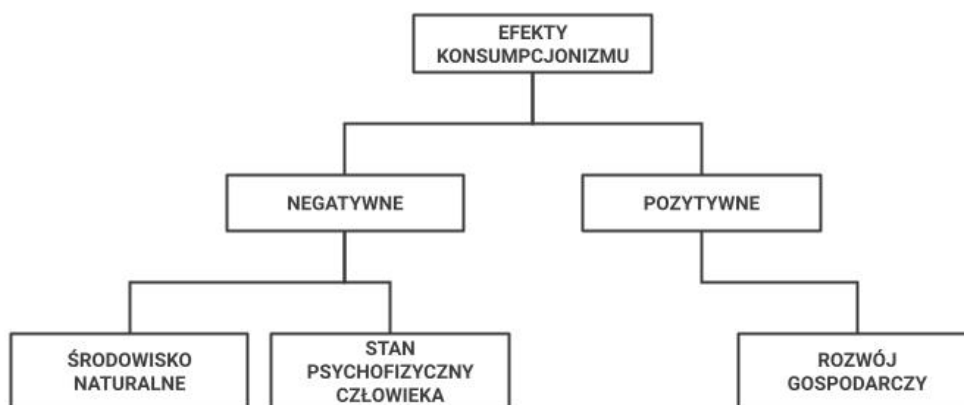 EFEKTY
KONSUMPCJONIZMU
NEGATYWNE
POZYTYWNE
ŚRODOWISKO
NATURALNE
STAN
PSYCHOFIZYCZNY
CZŁOWIEKA
ROZWÓJ
GOSPODARCZY